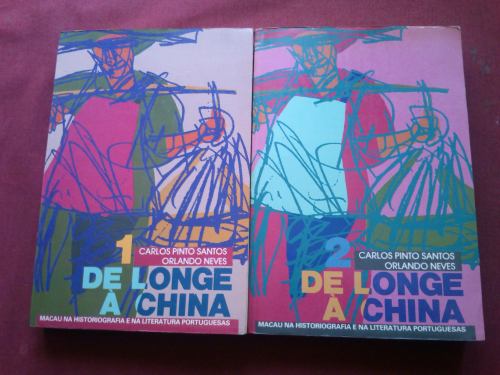 1 CARLOS PINTO SANTOS
ORLANDO NEVES
DE LONGE
À CHINA
MACAU NA HISTORIOGRAFIA E NA LITERATURA PORTUGUESAS
2 CARLOS PINTO SANTOS
ORLANDO NEVES
DE LONGE
À CHINA
MACAU NA HISTORIOGRAFIA E NA LITERATURA PORTUGUESAS